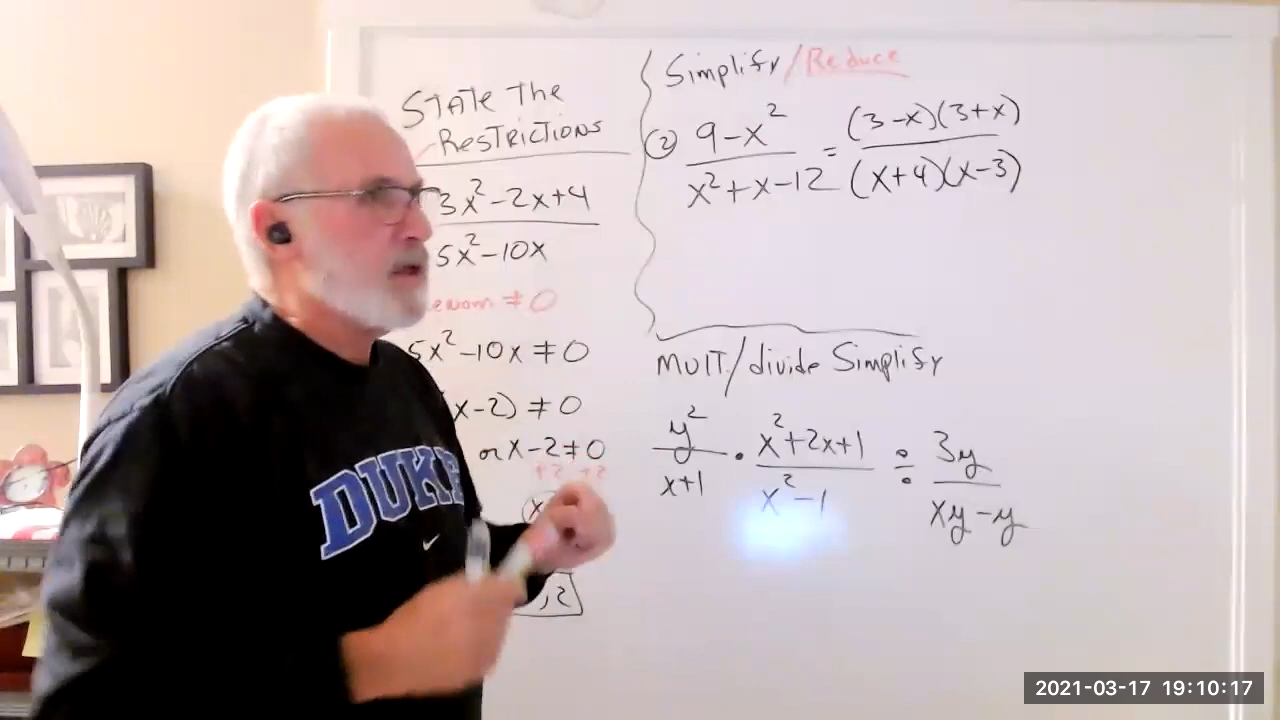 STATE THE
RESTRICTIONS
3x²-2x+4
5x²-10x
enom ≠ 0
5x²-10x ≠ 0
(x-2) ≠ 0
or x-2 ≠ 0
+2 +2
x
,2
Simplify/Reduce
② 9-x² / x²+x-12 = (3-x)(3+x) / (x+4)(x-3)
MULT/divide Simplify
y² / x+1 · x²+2x+1 / x²-1 ÷ 3y / xy-y
DUKE
2021-03-17 19:10:17